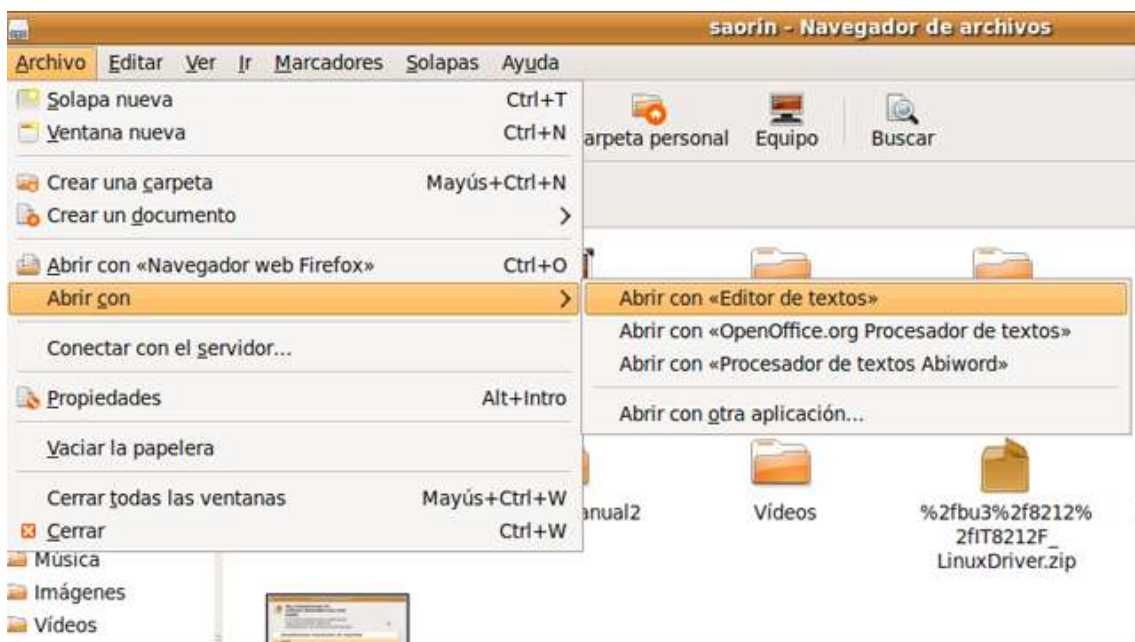 saorin - Navegador de archivos
Archivo Editar Ver Ir Marcadores Solapas Ayuda
Solapa nueva Ctrl+T
Ventana nueva Ctrl+N
Crear una carpeta Mayús+Ctrl+N
Crear un documento
Abrir con «Navegador web Firefox» Ctrl+O
Abrir con
Conectar con el servidor...
Propiedades Alt+Intro
Vaciar la papelera
Cerrar todas las ventanas Mayús+Ctrl+W
Cerrar Ctrl+W
arpeta personal Equipo Buscar
Abrir con «Editor de textos»
Abrir con «OpenOffice.org Procesador de textos»
Abrir con «Procesador de textos Abiword»
Abrir con otra aplicación...
anual2 Vídeos %2fbu3%2f8212%
2fIT8212F_
LinuxDriver.zip
Música
Imágenes
Vídeos